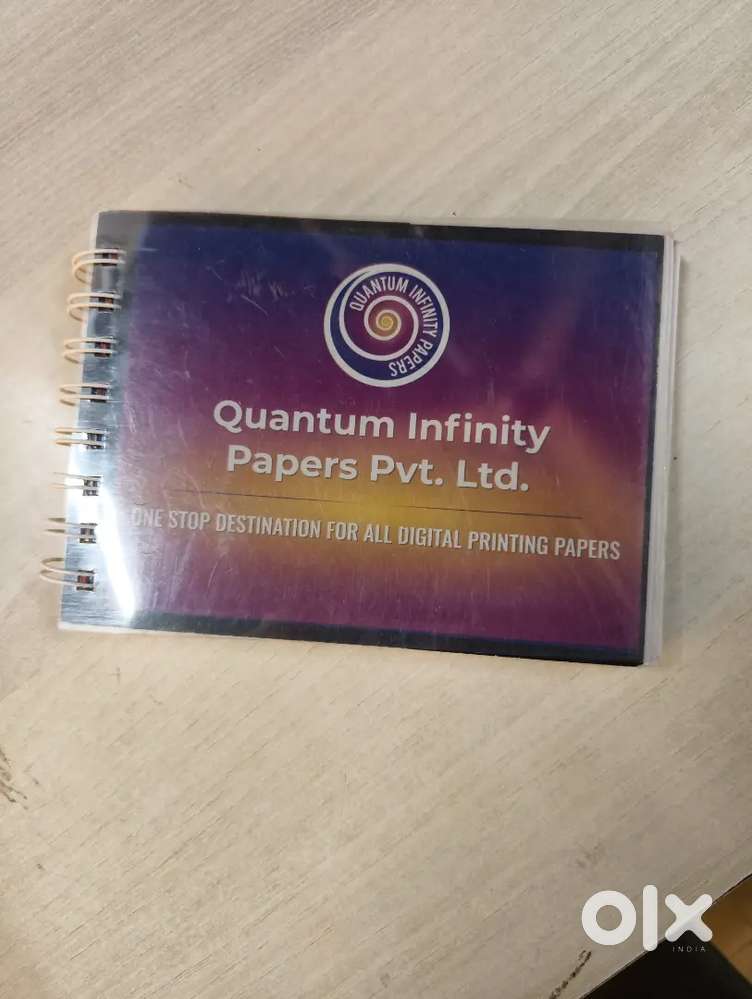 QUANTUM INFINITY PAPERS
Quantum Infinity
Papers Pvt. Ltd.
ONE STOP DESTINATION FOR ALL DIGITAL PRINTING PAPERS
olx
INDIA